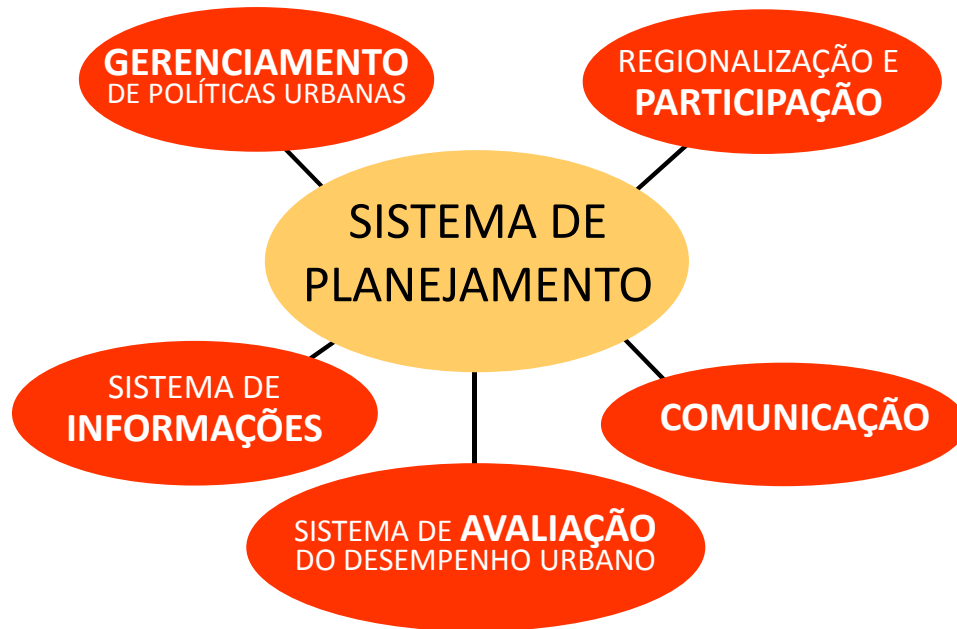 GERENCIAMENTO
DE POLÍTICAS URBANAS
REGIONALIZAÇÃO E
PARTICIPAÇÃO
SISTEMA DE
PLANEJAMENTO
SISTEMA DE
INFORMAÇÕES
COMUNICAÇÃO
SISTEMA DE AVALIAÇÃO
DO DESEMPENHO URBANO